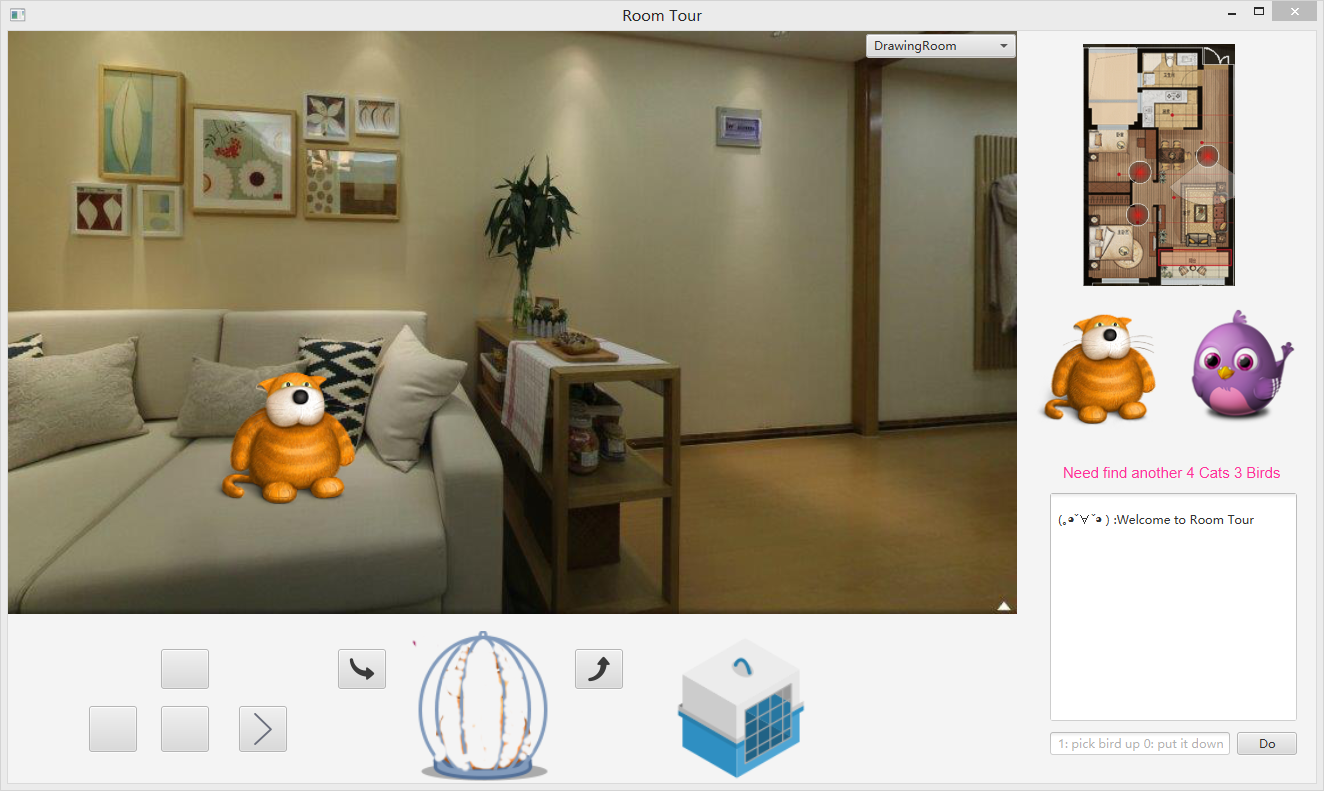 Room Tour
DrawingRoom
Need find another 4 Cats 3 Birds
(｡◕ˇ∀ˇ◕ ) :Welcome to Room Tour
1: pick bird up 0: put it down
Do